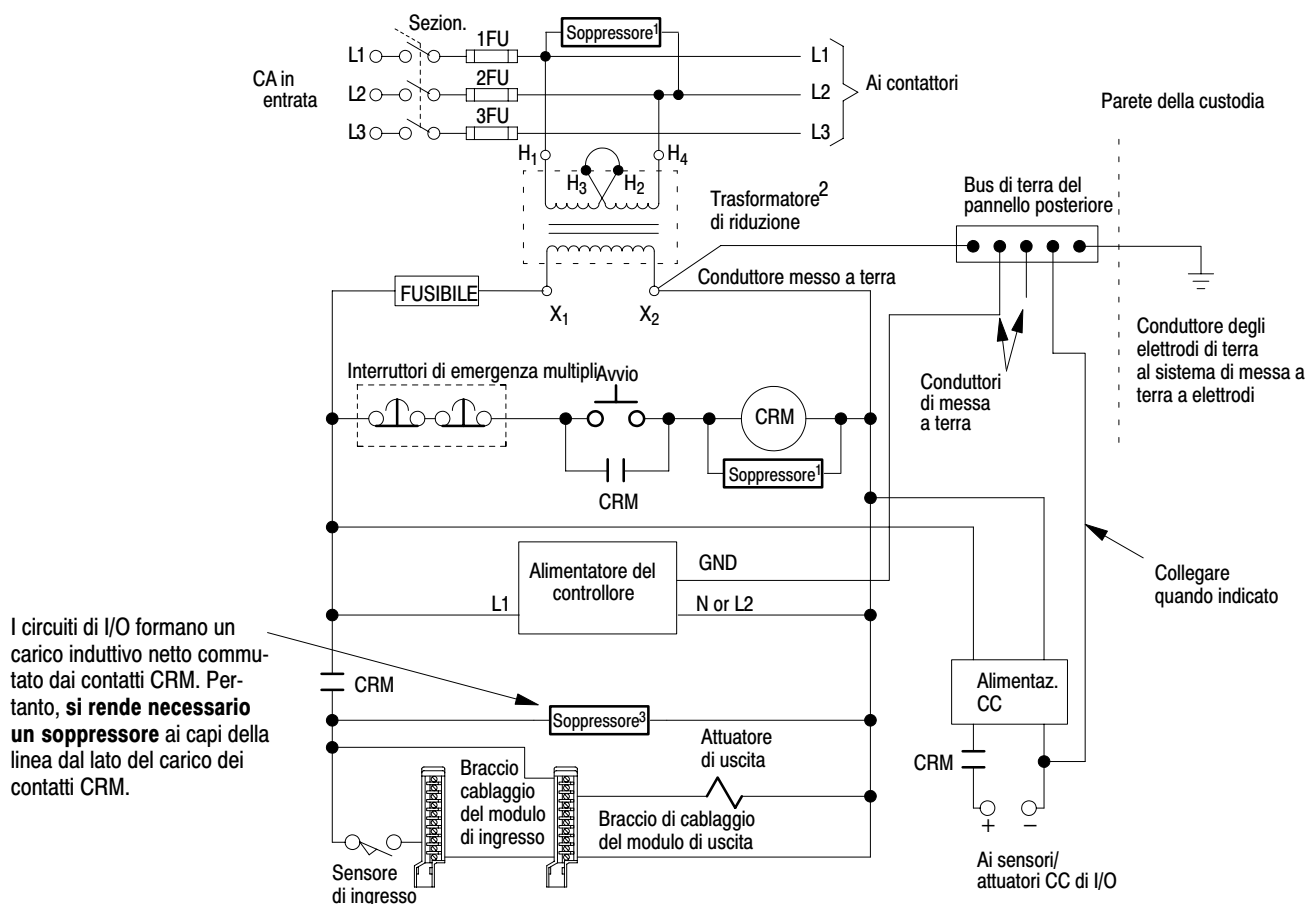 Sezion.
1FU
Soppressore1
L1
L1
CA in
entrata
2FU
L2
L2
Ai contattori
3FU
L3
L3
Parete della custodia
H1
H4
H3
H2
Trasformatore2
di riduzione
Bus di terra del
pannello posteriore
Conduttore messo a terra
FUSIBILE
X1
X2
Conduttore degli
elettrodi di terra
al sistema di messa a
terra a elettrodi
Interruttori di emergenza multipli
Avvio
Conduttori
di messa
a terra
CRM
Soppressore1
CRM
GND
Alimentatore del
controllore
L1
N or L2
Collegare
quando indicato
I circuiti di I/O formano un
carico induttivo netto commu-
tato dai contatti CRM. Per-
tanto, si rende necessario
un soppressore ai capi della
linea dal lato del carico dei
contatti CRM.
CRM
Soppressore3
Alimentaz.
CC
Attuatore
di uscita
CRM
Braccio
cablaggio
del modulo
di ingresso
Braccio di cablaggio
del modulo di uscita
+
−
Sensore
di ingresso
Ai sensori/
attuatori CC di I/O